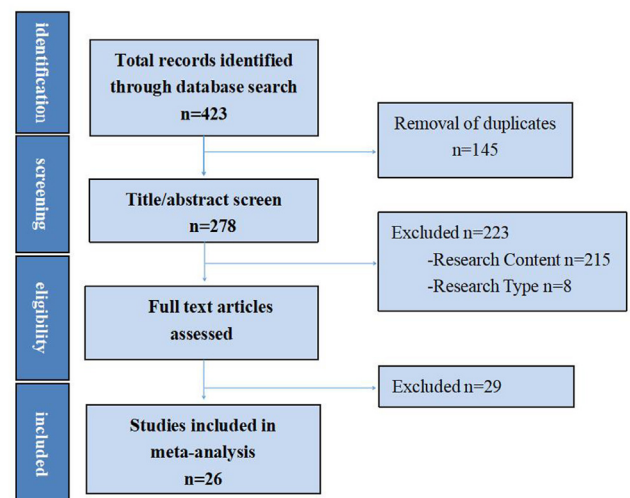 identification
Total records identified
through database search
n=423
Removal of duplicates
n=145
screening
Title/abstract screen
n=278
Excluded n=223
-Research Content n=215
-Research Type n=8
eligibility
Full text articles
assessed
Excluded n=29
included
Studies included in
meta-analysis
n=26